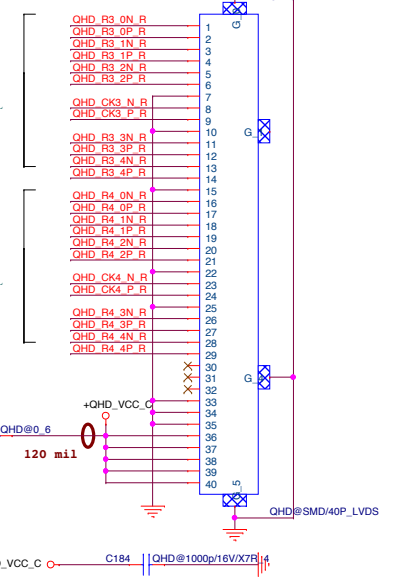 QHD_R3_0N_R 1
QHD_R3_0P_R 2
QHD_R3_1N_R 3
QHD_R3_1P_R 4
QHD_R3_2N_R 5
QHD_R3_2P_R 6
7
QHD_CK3_N_R 8
QHD_CK3_P_R 9
10
QHD_R3_3N_R 11
QHD_R3_3P_R 12
QHD_R3_4N_R 13
QHD_R3_4P_R 14
15
QHD_R4_0N_R 16
QHD_R4_0P_R 17
QHD_R4_1N_R 18
QHD_R4_1P_R 19
QHD_R4_2N_R 20
QHD_R4_2P_R 21
22
QHD_CK4_N_R 23
QHD_CK4_P_R 24
25
QHD_R4_3N_R 26
QHD_R4_3P_R 27
QHD_R4_4N_R 28
QHD_R4_4P_R 29
30
31
32
+QHD_VCC_C 33
34
35
QHD@0_6 36
120 mil 37
38
39
40
G_5
QHD@SMD/40P_LVDS
_VCC_C C184 QHD@1000p/16V/X7R